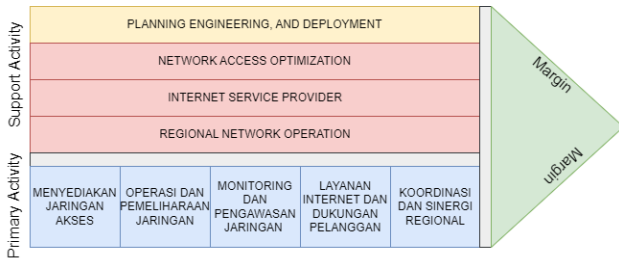 Support Activity
PLANNING ENGINEERING, AND DEPLOYMENT
NETWORK ACCESS OPTIMIZATION
INTERNET SERVICE PROVIDER
REGIONAL NETWORK OPERATION
Primary Activity
MENYEDIAKAN
JARINGAN
AKSES
OPERASI DAN
PEMELIHARAAN
JARINGAN
MONITORING
DAN
PENGAWASAN
JARINGAN
LAYANAN
INTERNET DAN
DUKUNGAN
PELANGGAN
KOORDINASI
DAN SINERGI
REGIONAL
Margin
Margin